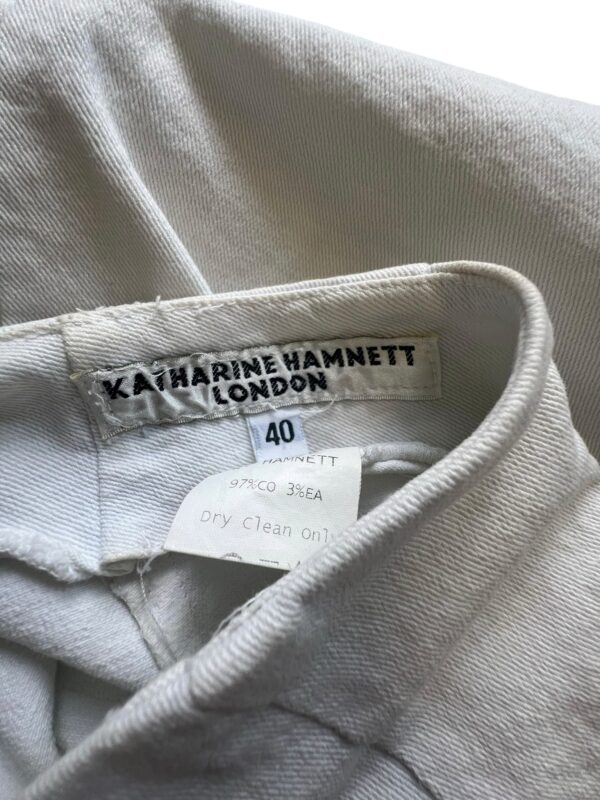 KATHARINE HAMNETT
LONDON
40
HAMNETT
97%CO 3%EA
Dry Clean Only